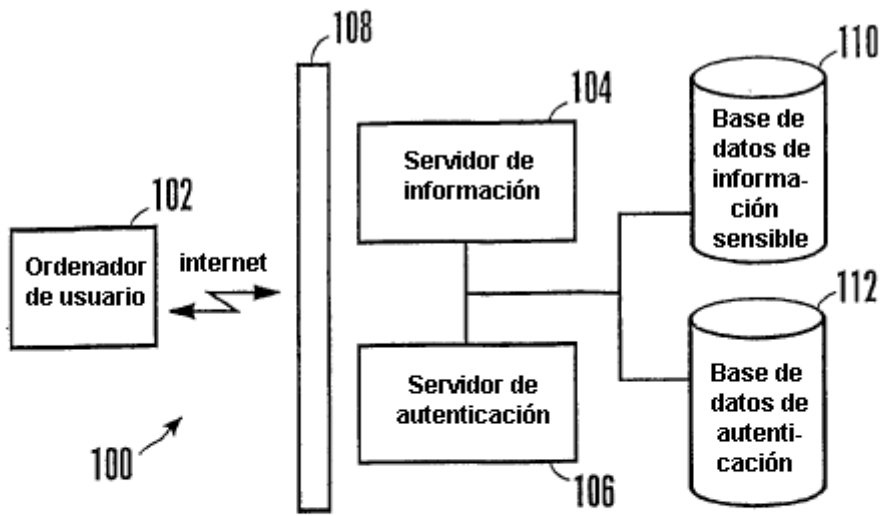 108
110
104
Base de
datos de
informa-
ción
sensible
Servidor de
información
102
Ordenador
de usuario
internet
112
Servidor de
autenticación
Base de
datos de
autenti-
cación
100
106